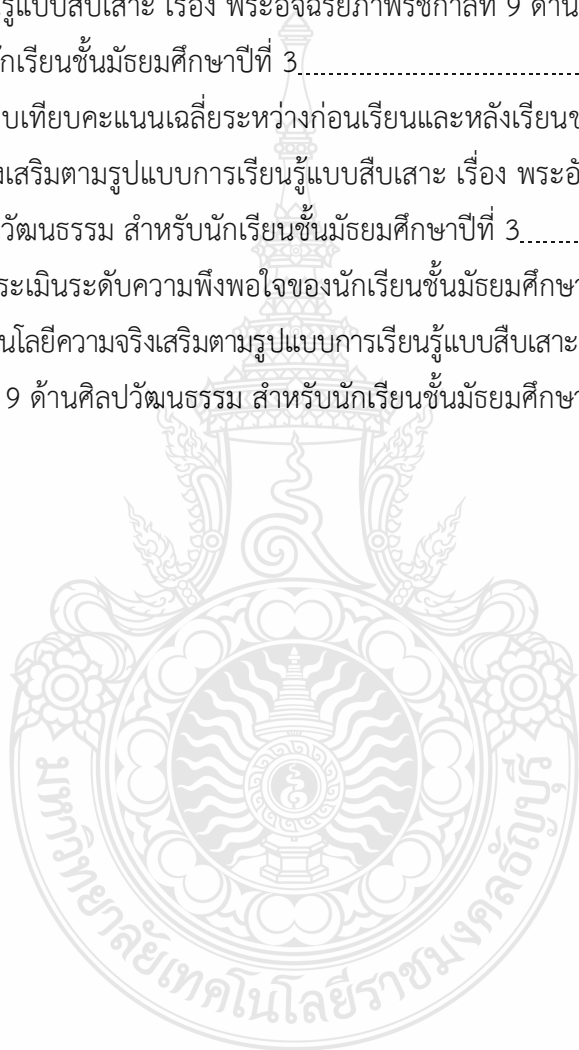 รู้แบบสืบเสาะ เรื่อง พระอัจฉริยภาพรัชกาลที่ 9 ด้าน
ักเรียนชั้นมัธยมศึกษาปีที่ 3
บเทียบคะแนนเฉลี่ยระหว่างก่อนเรียนและหลังเรียนข
งเสริมตามรูปแบบการเรียนรู้แบบสืบเสาะ เรื่อง พระอั
วัฒนธรรม สำหรับนักเรียนชั้นมัธยมศึกษาปีที่ 3
ระเมินระดับความพึงพอใจของนักเรียนชั้นมัธยมศึกษา
นโลยีความจริงเสริมตามรูปแบบการเรียนรู้แบบสืบเสาะ
9 ด้านศิลปวัฒนธรรม สำหรับนักเรียนชั้นมัธยมศึกษา
มหาวิทยาลัยเทคโนโลยีราชมงคลธัญบุรี